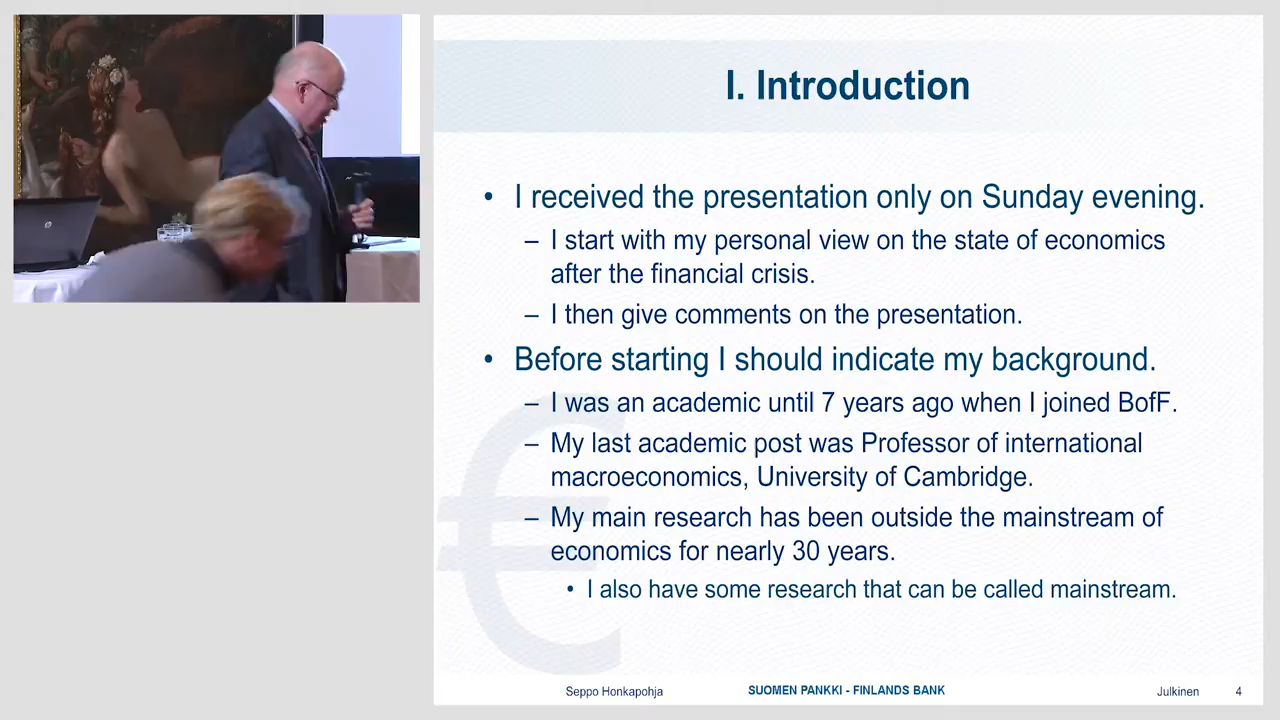 I. Introduction
• I received the presentation only on Sunday evening.
– I start with my personal view on the state of economics
after the financial crisis.
– I then give comments on the presentation.
• Before starting I should indicate my background.
– I was an academic until 7 years ago when I joined BofF.
– My last academic post was Professor of international
macroeconomics, University of Cambridge.
– My main research has been outside the mainstream of
economics for nearly 30 years.
• I also have some research that can be called mainstream.
€
Seppo Honkapohja SUOMEN PANKKI - FINLANDS BANK Julkinen 4
hp